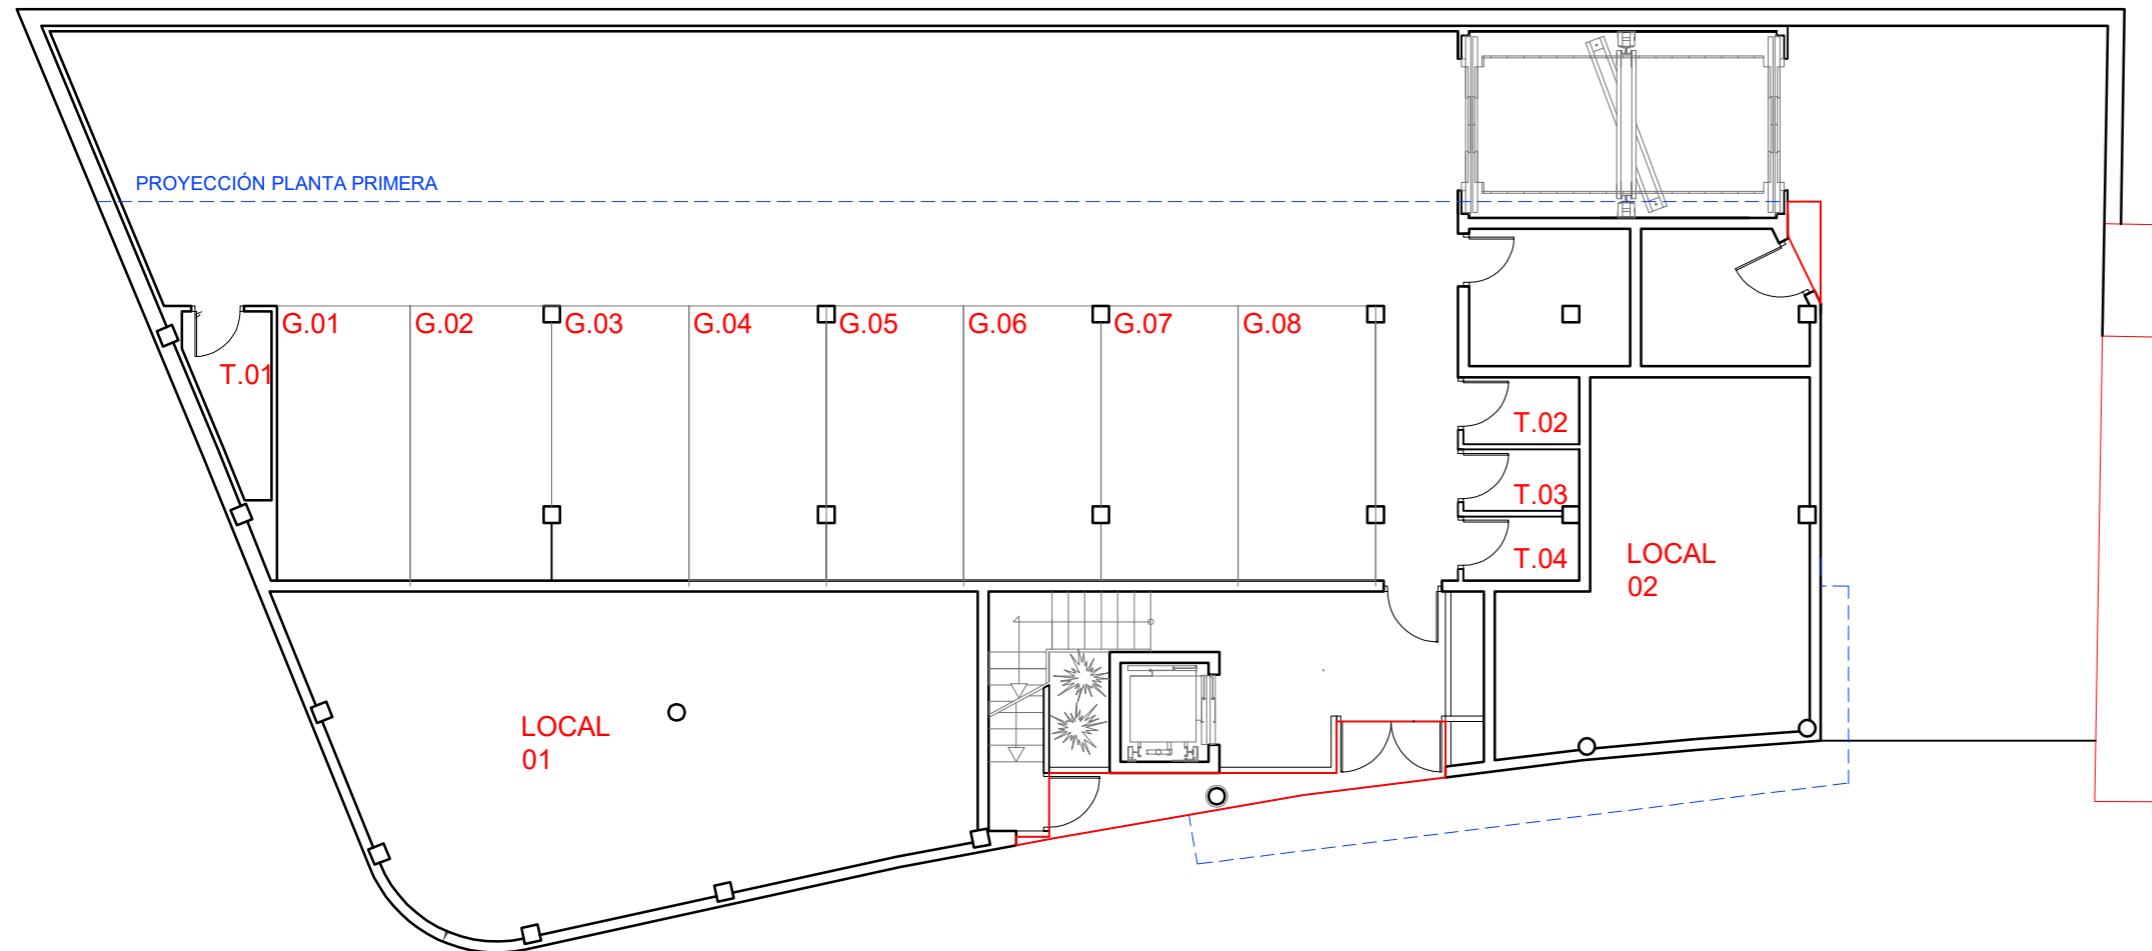 PROYECCIÓN PLANTA PRIMERA
G.01
G.02
G.03
G.04
G.05
G.06
G.07
G.08
T.01
T.02
T.03
T.04
LOCAL
02
LOCAL
01